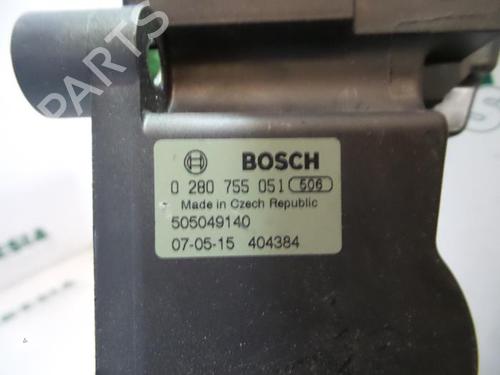 PARTS
BOSCH
0 280 755 051 506
Made in Czech Republic
505049140
07-05-15 404384